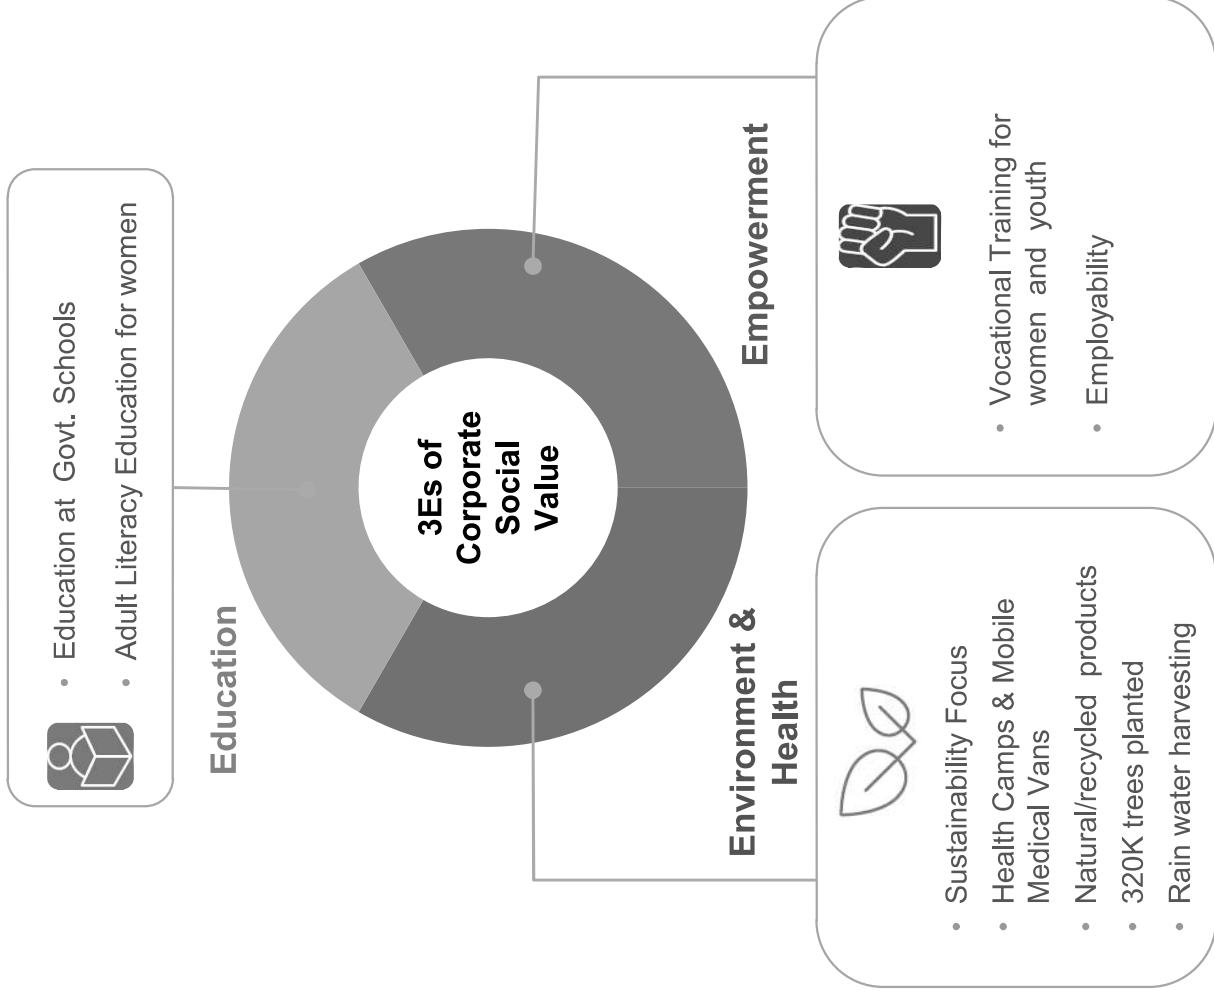 • Education at Govt. Schools
• Adult Literacy Education for women
Education
3Es of
Corporate
Social
Value
Environment &
Health
Empowerment
• Sustainability Focus
• Health Camps & Mobile
Medical Vans
• Natural/recycled products
• 320K trees planted
• Rain water harvesting
• Vocational Training for
women and youth
• Employability